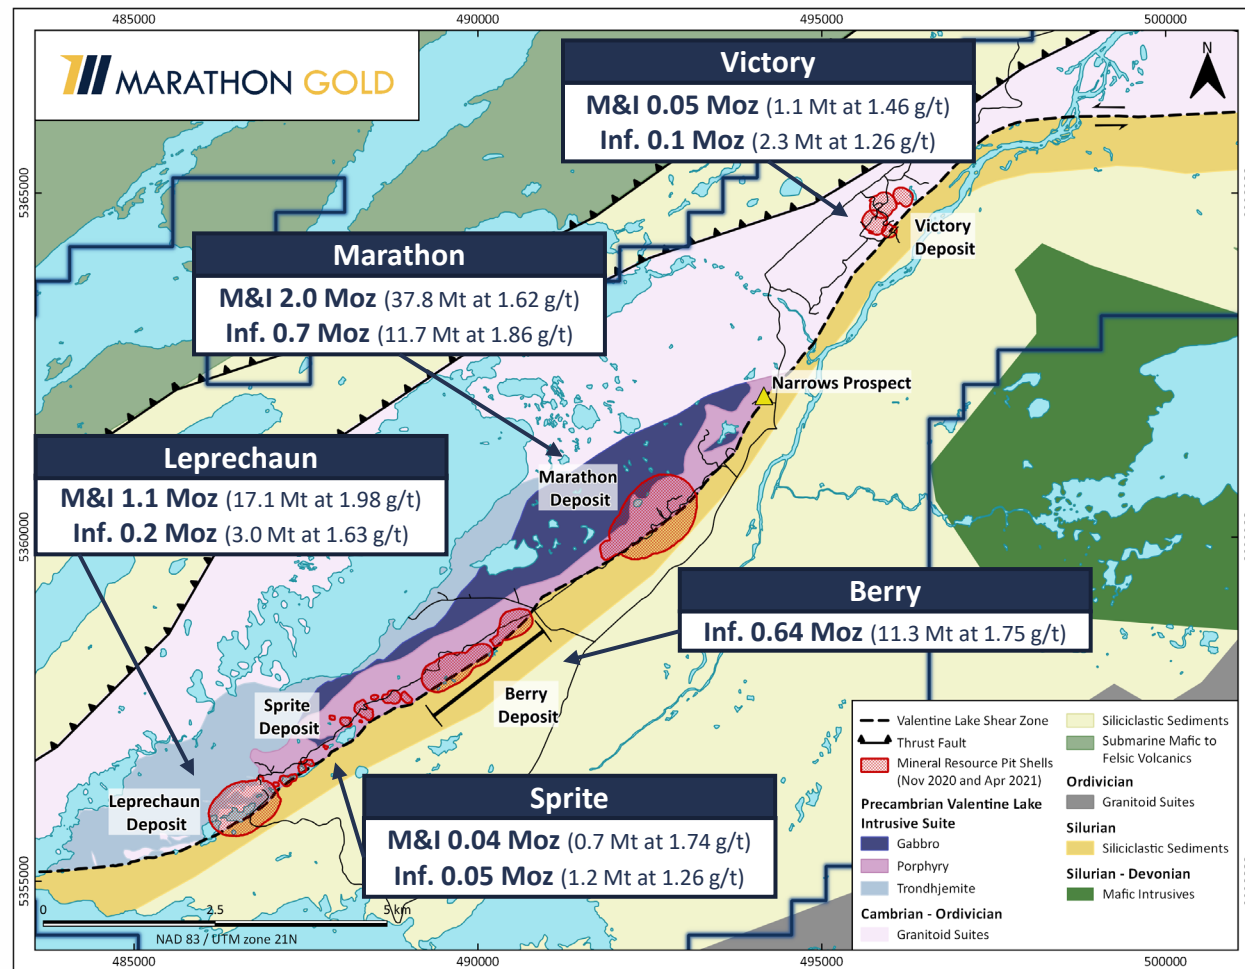 485000 490000 495000 500000
MARATHON GOLD
N
Victory
M&I 0.05 Moz (1.1 Mt at 1.46 g/t)
Inf. 0.1 Moz (2.3 Mt at 1.26 g/t)
5365000
Victory
Deposit
Marathon
M&I 2.0 Moz (37.8 Mt at 1.62 g/t)
Inf. 0.7 Moz (11.7 Mt at 1.86 g/t)
Narrows Prospect
Leprechaun
M&I 1.1 Moz (17.1 Mt at 1.98 g/t)
Inf. 0.2 Moz (3.0 Mt at 1.63 g/t)
Marathon
Deposit
5360000
Berry
Inf. 0.64 Moz (11.3 Mt at 1.75 g/t)
Sprite
Deposit
Berry
Deposit
Leprechaun
Deposit
Sprite
M&I 0.04 Moz (0.7 Mt at 1.74 g/t)
Inf. 0.05 Moz (1.2 Mt at 1.26 g/t)
5355000
0 2.5 5 km
NAD 83 / UTM zone 21N
Valentine Lake Shear Zone
Thrust Fault
Mineral Resource Pit Shells
(Nov 2020 and Apr 2021)
Precambrian Valentine Lake
Intrusive Suite
Gabbro
Porphyry
Trondhjemite
Cambrian - Ordivician
Granitoid Suites
Siliciclastic Sediments
Submarine Mafic to
Felsic Volcanics
Ordivician
Granitoid Suites
Silurian
Siliciclastic Sediments
Silurian - Devonian
Mafic Intrusives
485000 490000 495000 500000